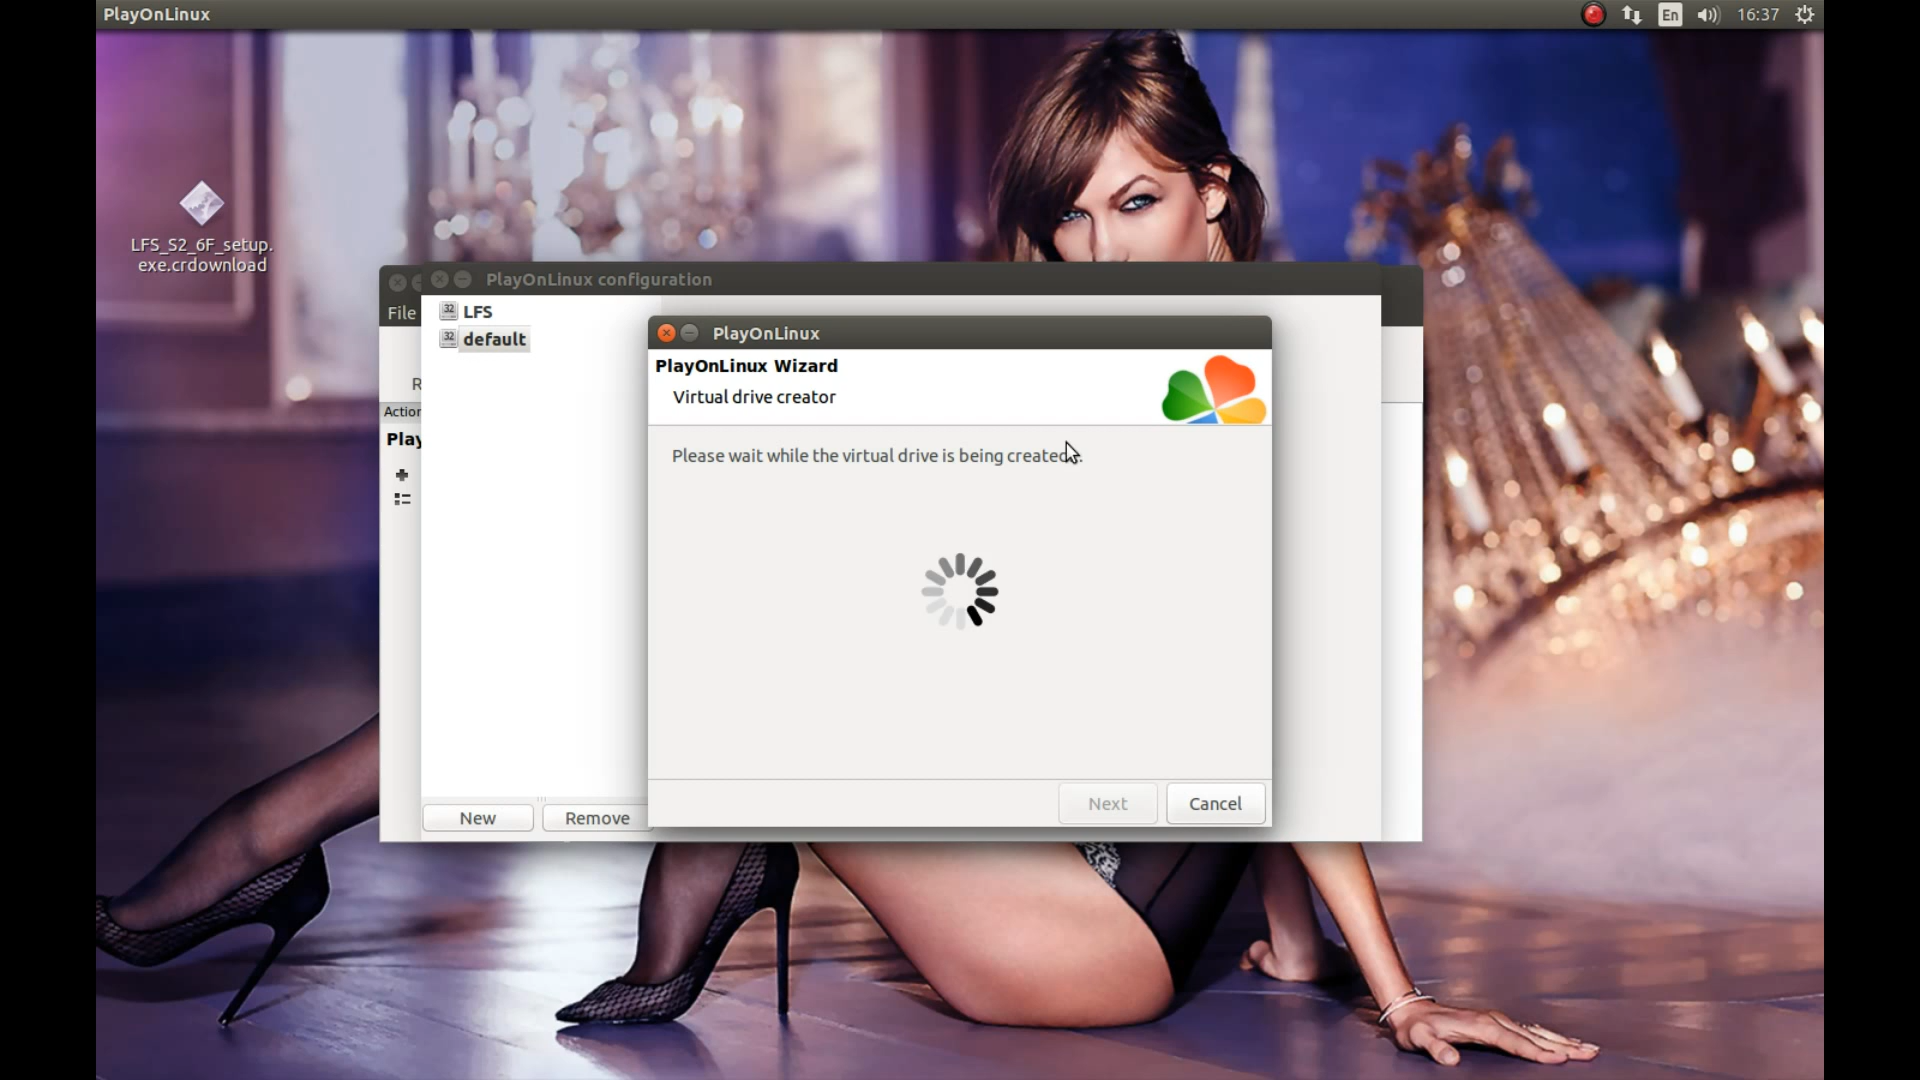 PlayOnLinux
En
16:37
LFS_S2_6F_setup.
exe.crdownload
PlayOnLinux configuration
File
LFS
default
Action
Play
New
Remove
PlayOnLinux
PlayOnLinux Wizard
Virtual drive creator
Please wait while the virtual drive is being created.
Next
Cancel